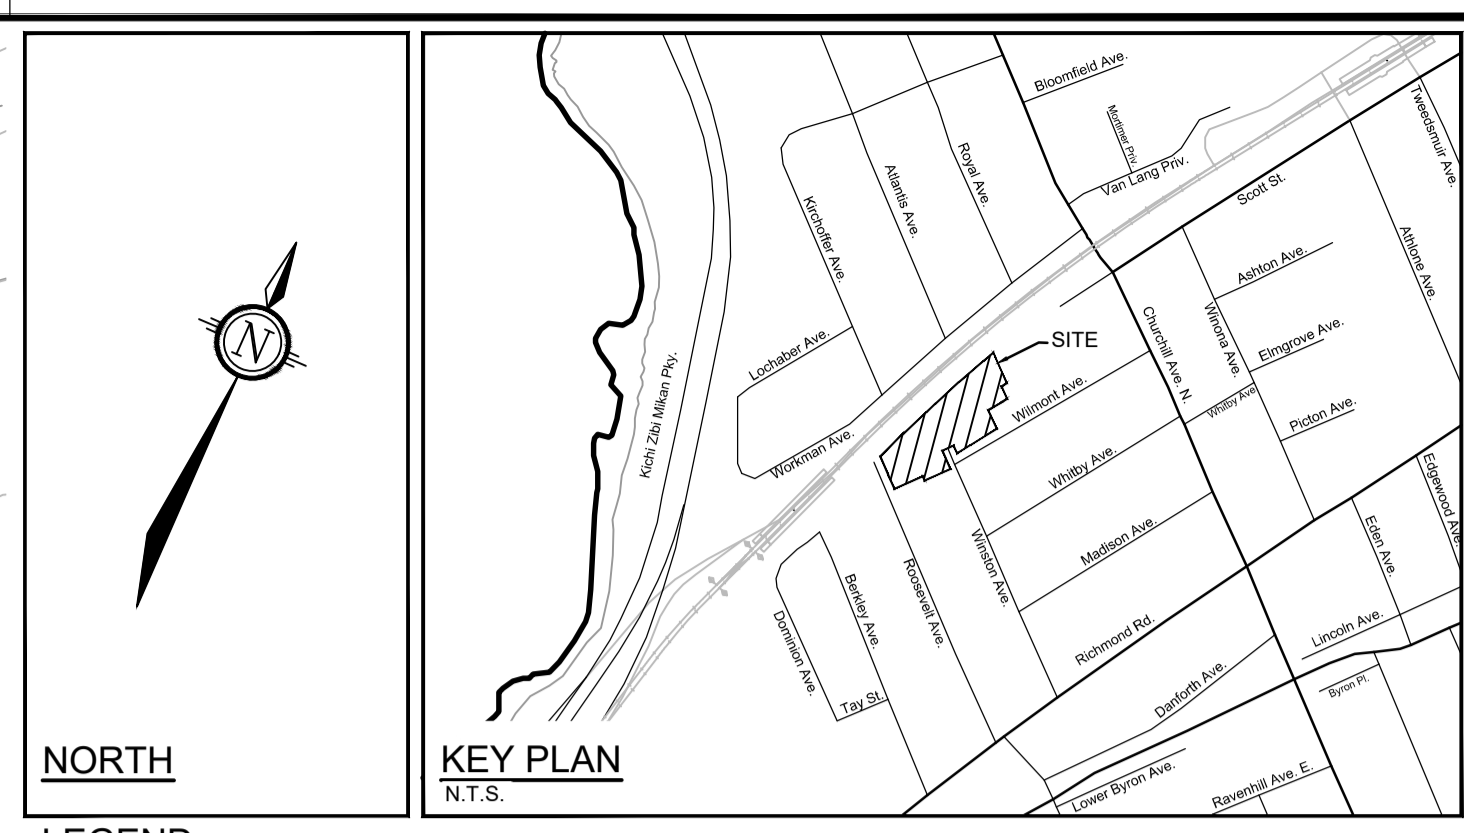 N
NORTH
Bloomfield Ave.
Mortimer Priv.
Van Lang Priv.
Tweedsmuir Ave.
Scott St.
Royal Ave.
Atlantis Ave.
Kirchoffer Ave.
Athlone Ave.
Ashton Ave.
Winona Ave.
Churchill Ave. N.
Elmgrove Ave.
SITE
Lochaber Ave.
Kichi Zibi Mikan Pky.
Wilmont Ave.
Whitby Ave
Picton Ave.
Workman Ave.
Whitby Ave.
Edgewood Ave.
Madison Ave.
Eden Ave.
Winston Ave.
Roosevelt Ave.
Berkley Ave.
Dominion Ave.
Richmond Rd.
Lincoln Ave.
Danforth Ave.
Byron Pl.
Tay St.
KEY PLAN
N.T.S.
Lower Byron Ave.
Ravenhill Ave. E.
LEGEND